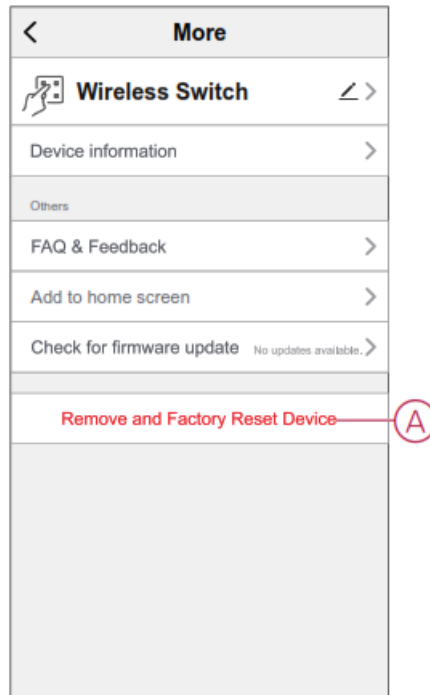 More
Wireless Switch
Device information
Others
FAQ & Feedback
Add to home screen
Check for firmware update No updates available.
Remove and Factory Reset Device
A